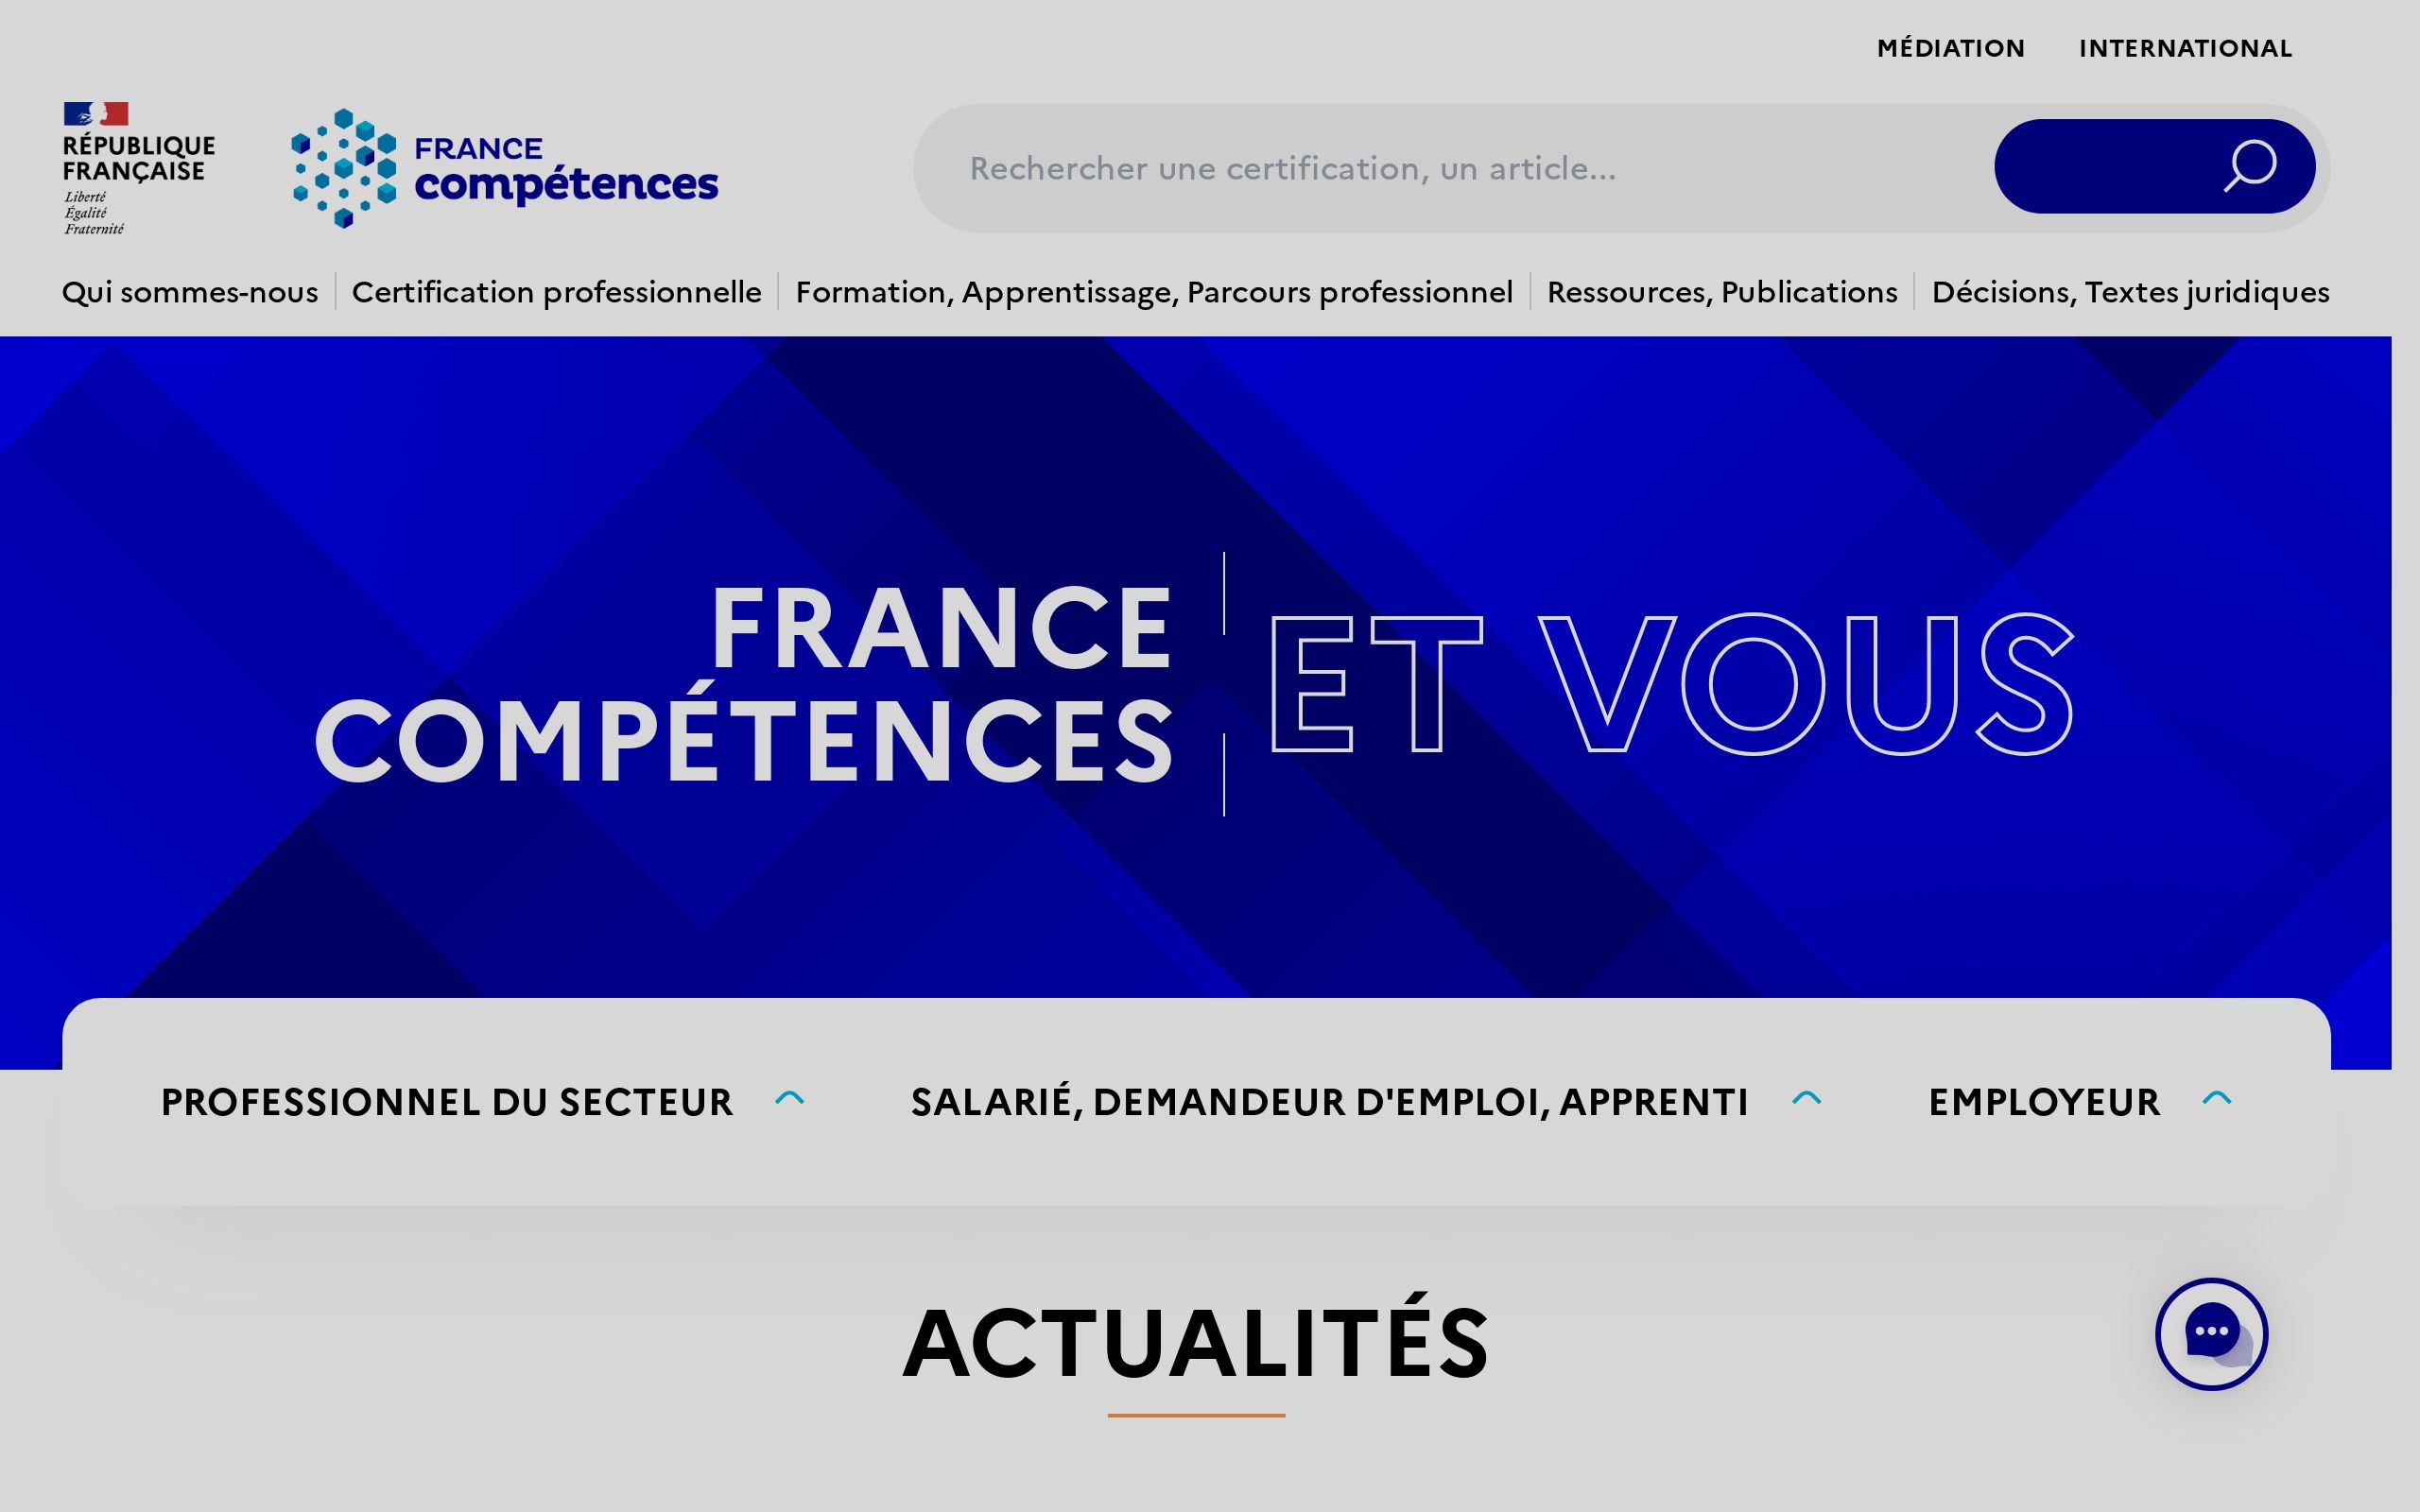 MÉDIATION INTERNATIONAL
RÉPUBLIQUE
FRANÇAISE
Liberté
Égalité
Fraternité
FRANCE
compétences
Rechercher une certification, un article...
Qui sommes-nous Certification professionnelle Formation, Apprentissage, Parcours professionnel Ressources, Publications Décisions, Textes juridiques
FRANCE
COMPÉTENCES
ET VOUS
PROFESSIONNEL DU SECTEUR SALARIÉ, DEMANDEUR D'EMPLOI, APPRENTI EMPLOYEUR
ACTUALITÉS